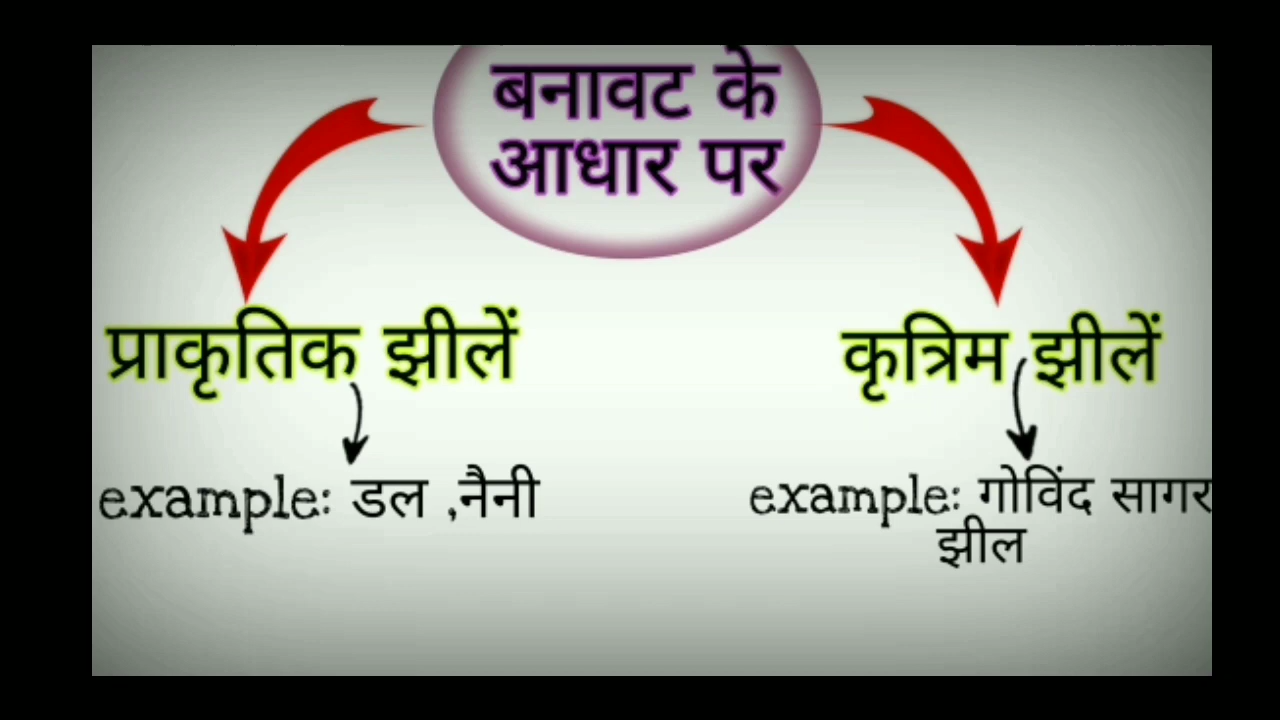 बनावट के
आधार पर
प्राकृतिक झीलें
कृत्रिम झीलें
example: डल ,नैनी
example: गोविंद सागर
झील